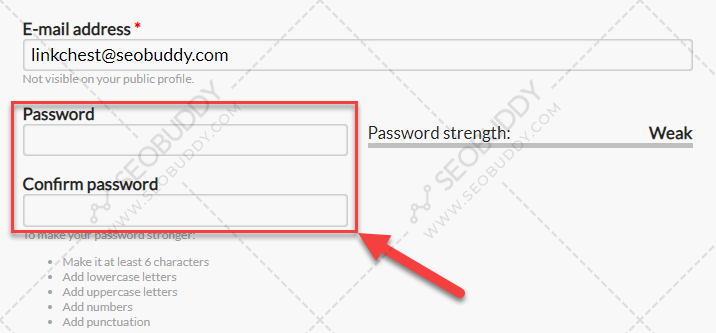 E-mail address *
linkchest@seobuddy.com
Not visible on your public profile.
Password
Password strength: Weak
Confirm password
To make your password stronger:
Make it at least 6 characters
Add lowercase letters
Add uppercase letters
Add numbers
Add punctuation
SEOBUDDY
WWW.SEOBUDDY.COM
SEOBUDDY
WWW.SEOBUDDY.COM